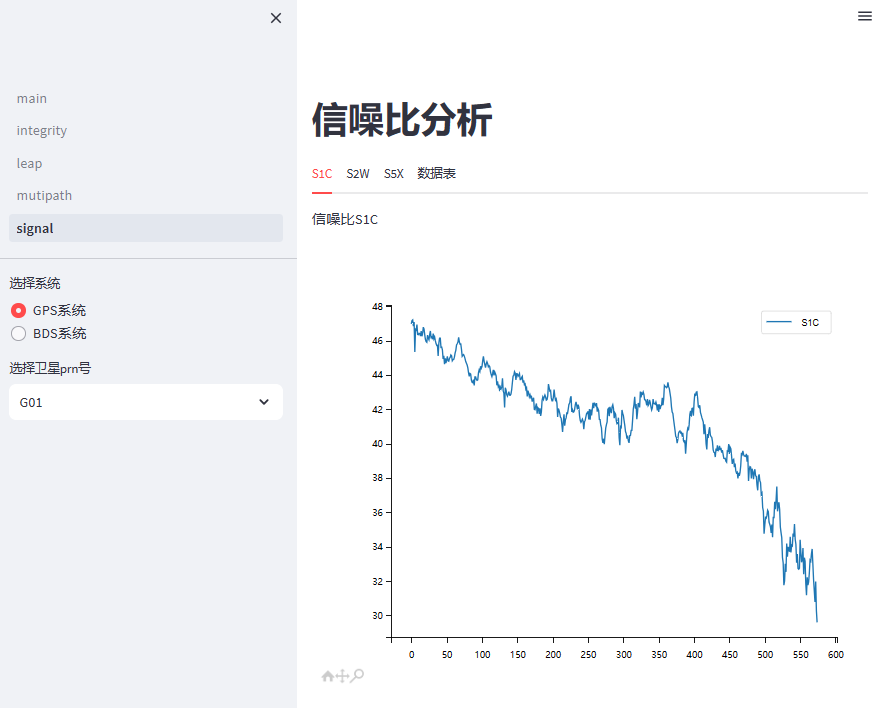 main
integrity
leap
mutipath
signal
选择系统
GPS系统
BDS系统
选择卫星prn号
G01
信噪比分析
S1C S2W S5X 数据表
信噪比S1C
S1C
48
46
44
42
40
38
36
34
32
30
0 50 100 150 200 250 300 350 400 450 500 550 600